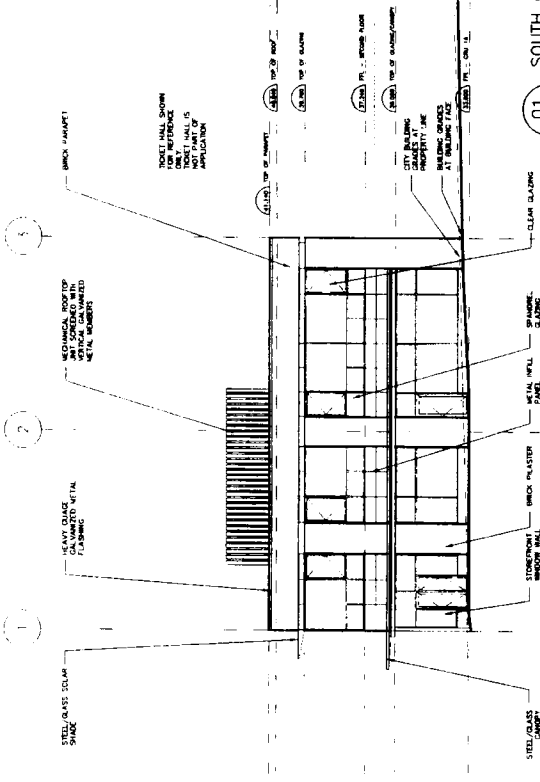 1
2
3
STEEL/GLASS SOLAR
SHADE
HEAVY GUAGE
GALVANIZED METAL
FLASHING
MECHANICAL ROOFTOP
UNIT SCREENED WITH
VERTICAL GALVANIZED
METAL MEMBERS
BRICK PARAPET
TICKET HALL SHOWN
FOR REFERENCE
ONLY.
TICKET HALL IS
NOT PART OF
APPLICATION
TOP OF PARAPET
TOP OF ROOF
TOP OF GLAZING
FFL - SECOND FLOOR
TOP OF GLAZING/CANOPY
CITY BUILDING
GRADES AT
PROPERTY LINE
BUILDING GRADES
AT BUILDING FACE
STEEL/GLASS
CANOPY
STOREFRONT
WINDOW WALL
BRICK PILASTER
METAL INFILL
PANEL
SPANDREL
GLAZING
CLEAR GLAZING
01
SOUTH